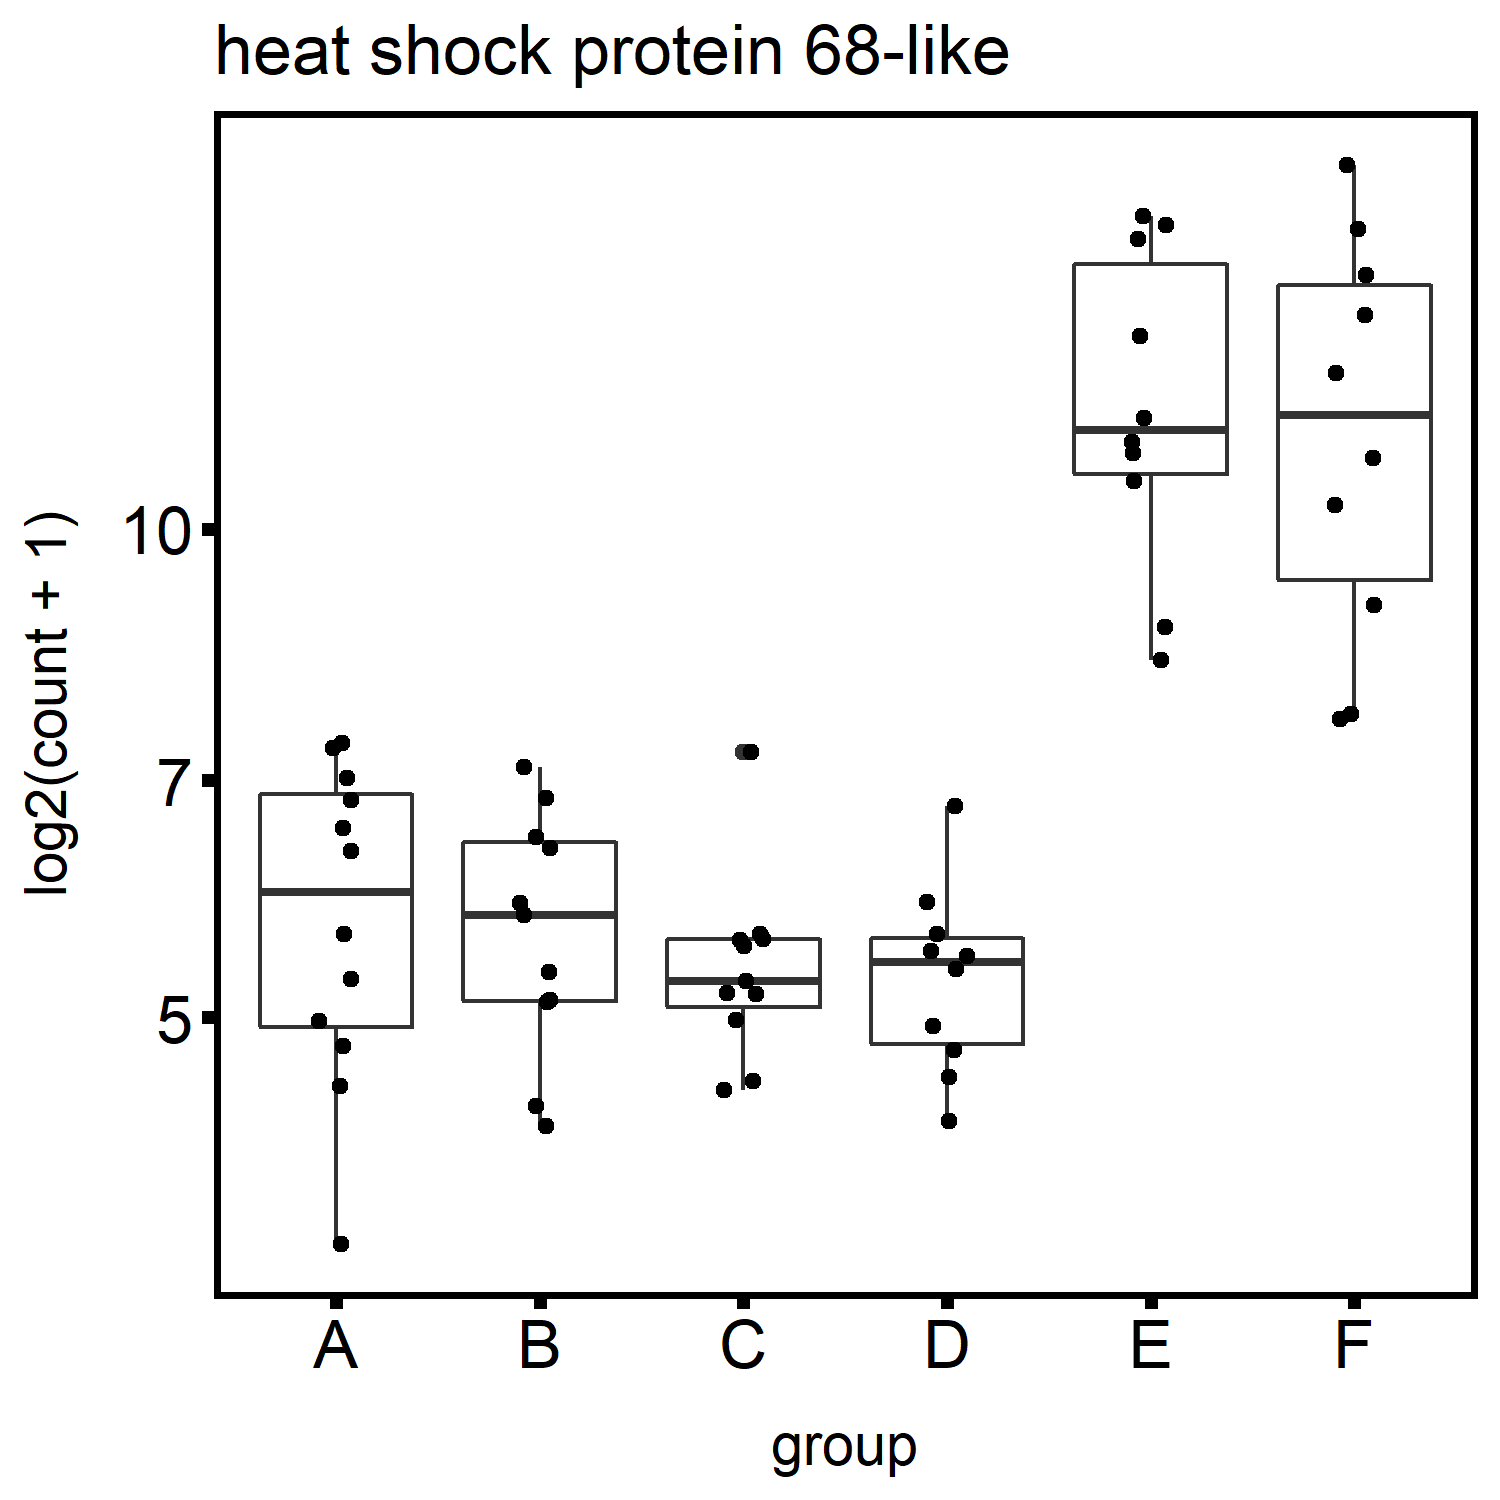 heat shock protein 68-like
log2(count + 1)
10
7
5
A B C D E F
group